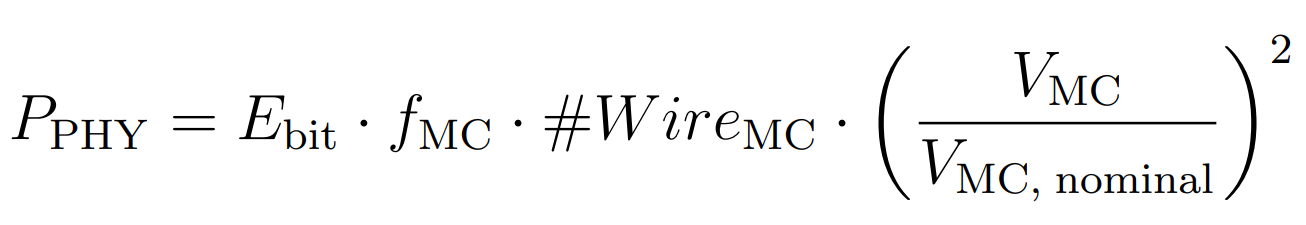 P_PHY = E_bit · f_MC · #Wire_MC · (V_MC / V_MC, nominal)^2